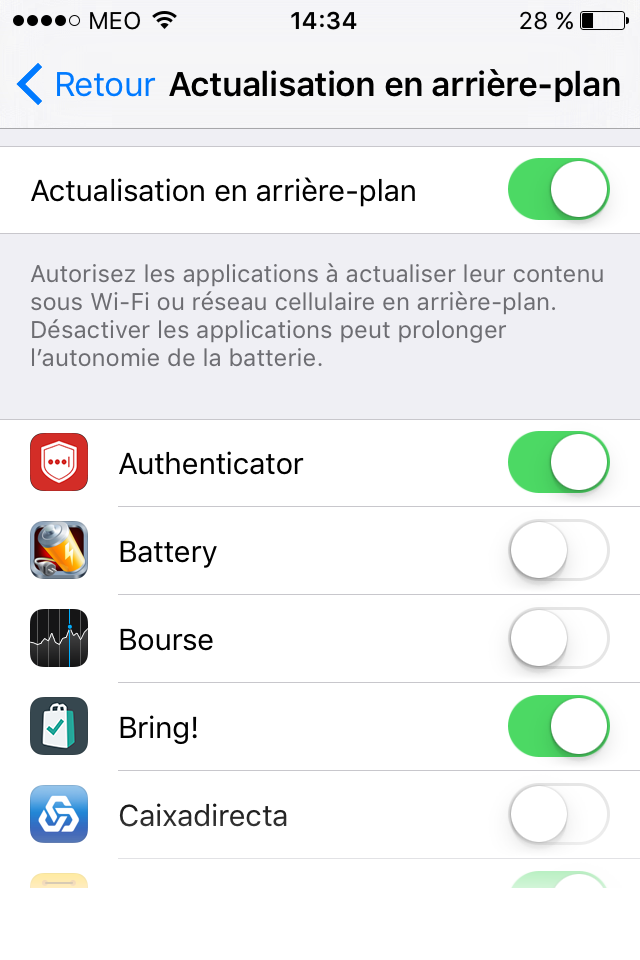 MEO 14:34 28 %
Retour Actualisation en arrière-plan
Actualisation en arrière-plan
Autorisez les applications à actualiser leur contenu
sous Wi-Fi ou réseau cellulaire en arrière-plan.
Désactiver les applications peut prolonger
l’autonomie de la batterie.
Authenticator
Battery
Bourse
Bring!
Caixadirecta